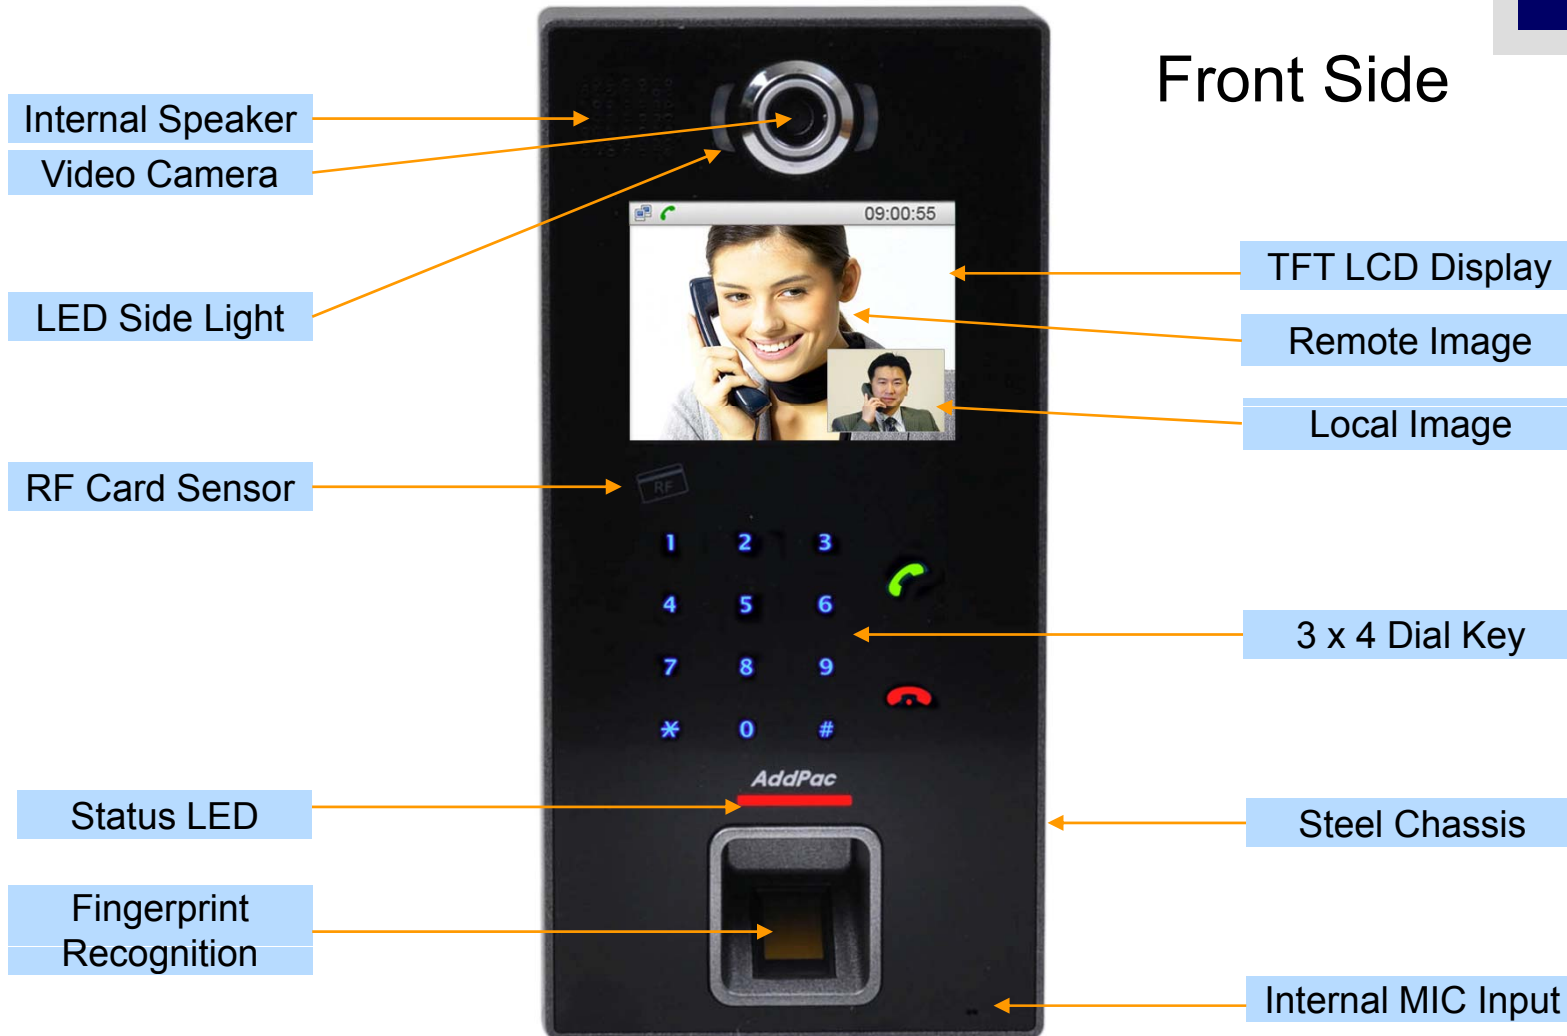 Front Side
Internal Speaker
Video Camera
LED Side Light
RF Card Sensor
Status LED
Fingerprint
Recognition
09:00:55
RF
1 2 3
4 5 6
7 8 9
* 0 #
AddPac
TFT LCD Display
Remote Image
Local Image
3 x 4 Dial Key
Steel Chassis
Internal MIC Input